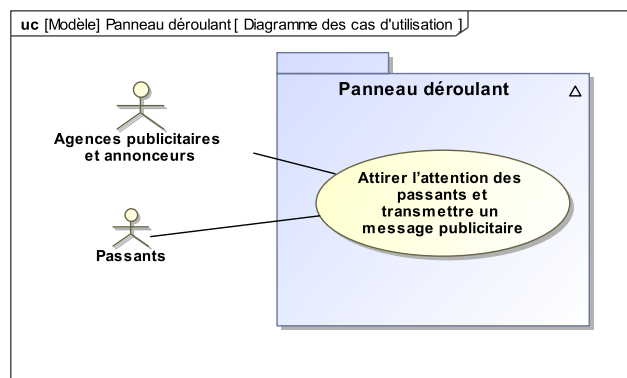 uc [Modèle] Panneau déroulant [ Diagramme des cas d'utilisation ]
Panneau déroulant
Agences publicitaires
et annonceurs
Attirer l’attention des
passants et
transmettre un
message publicitaire
Passants